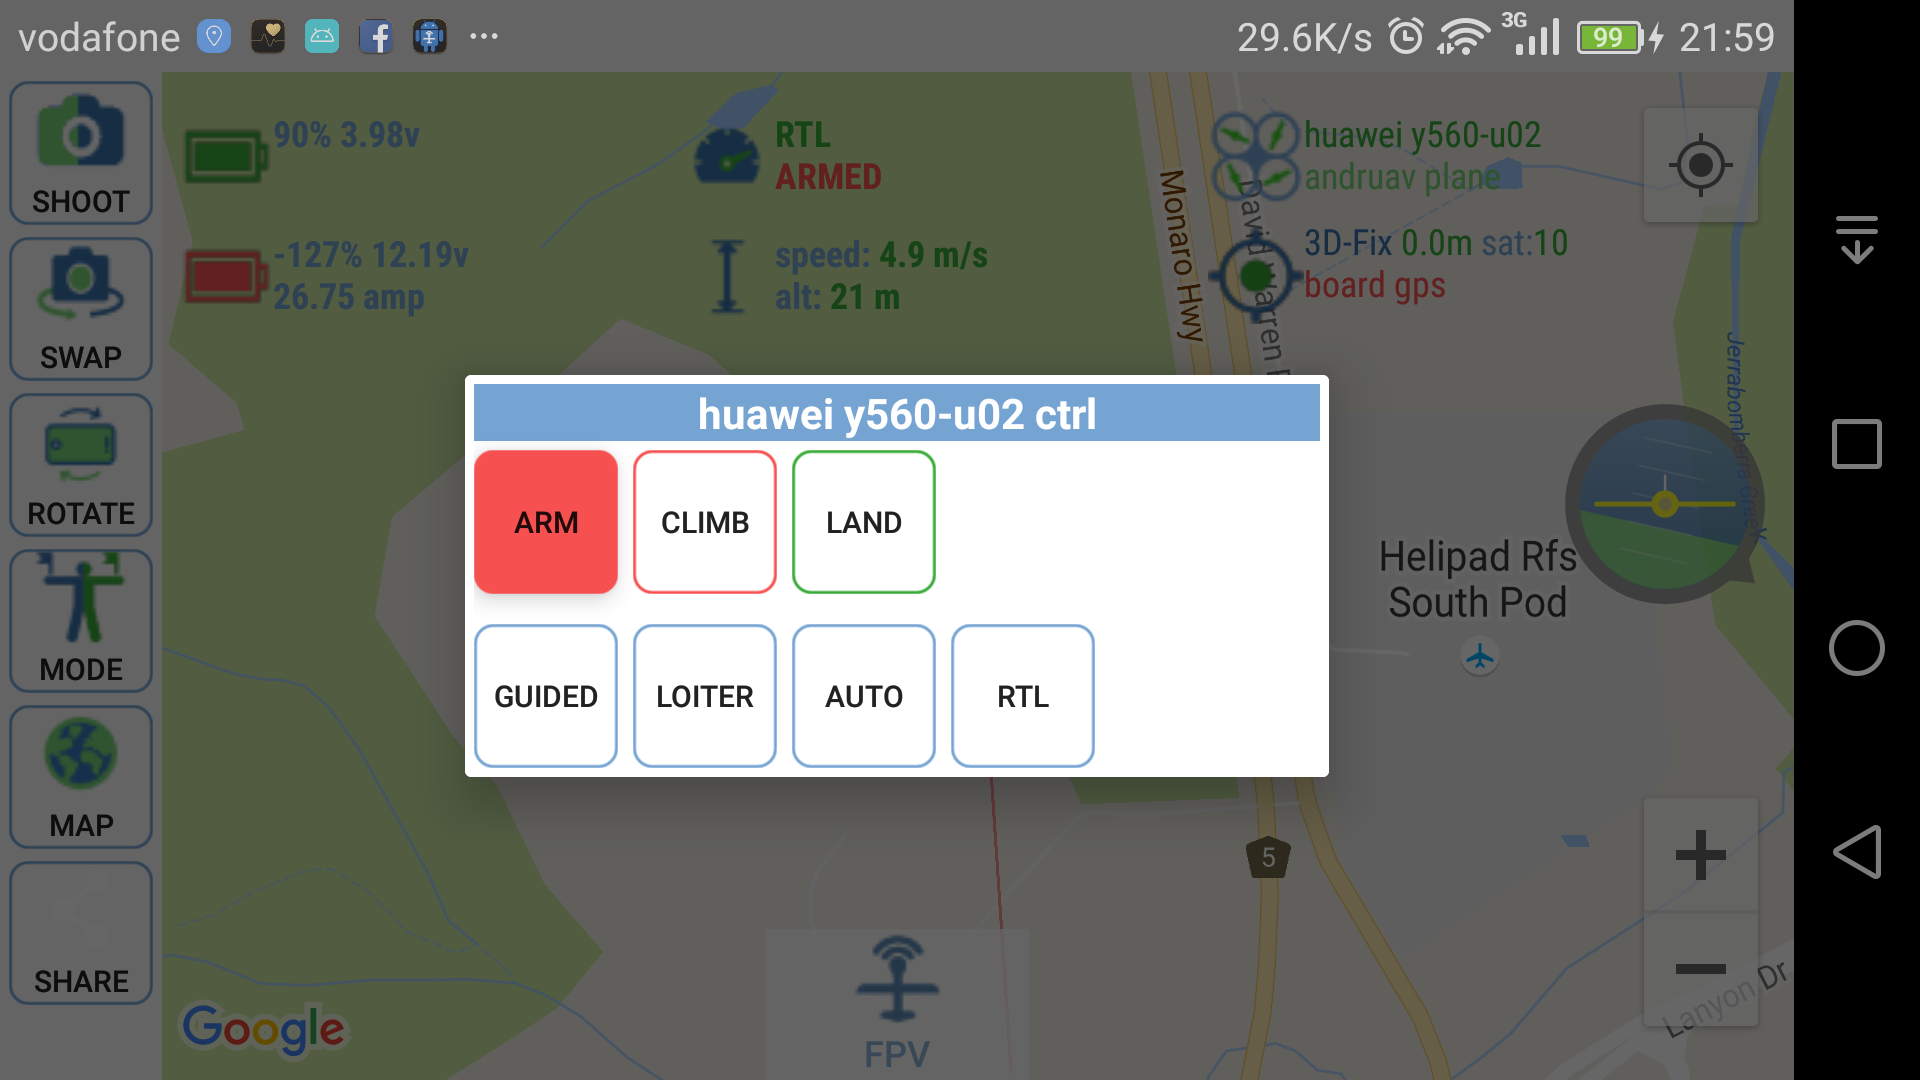 vodafone
29.6K/s 3G 99 21:59
SHOOT
SWAP
ROTATE
MODE
MAP
SHARE
90% 3.98v
-127% 12.19v
26.75 amp
RTL
ARMED
speed: 4.9 m/s
alt: 21 m
huawei y560-u02
andruav plane
3D-Fix 0.0m sat:10
board gps
Monaro Hwy
Jerrabomberra Creek
huawei y560-u02 ctrl
ARM CLIMB LAND
GUIDED LOITER AUTO RTL
Helipad Rfs
South Pod
5
Lanyon Dr
Google
FPV